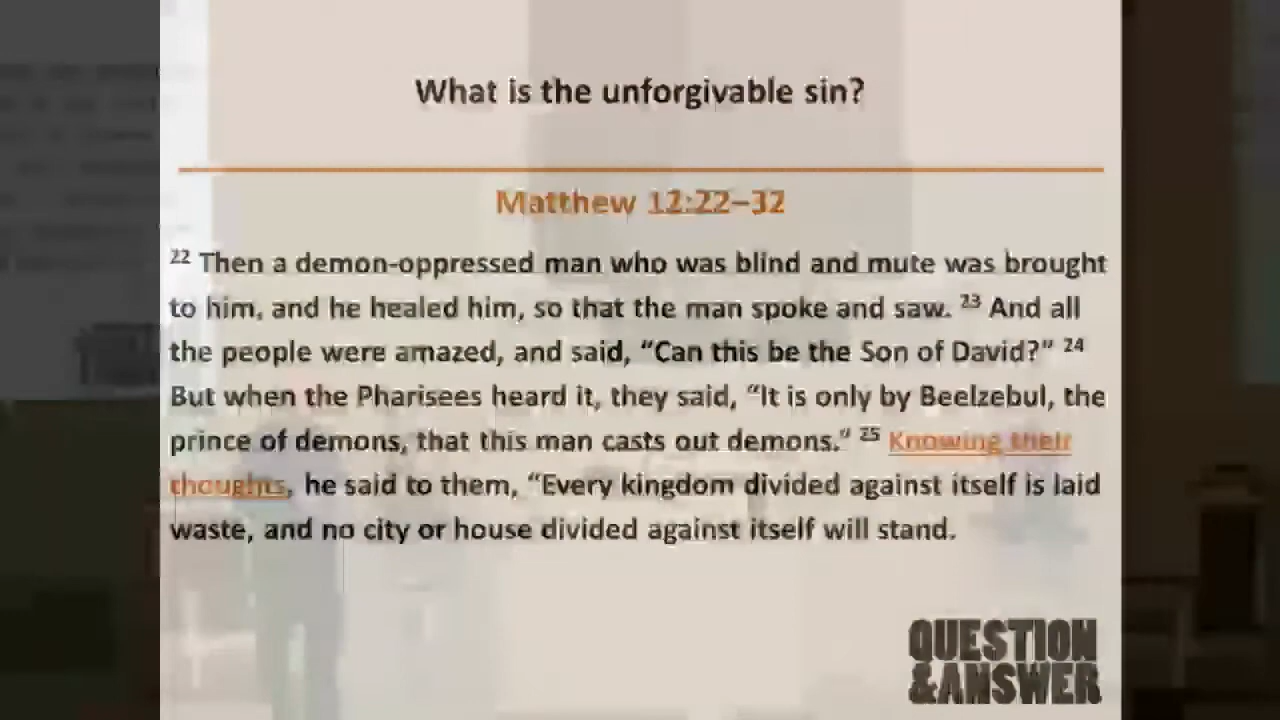 What is the unforgivable sin?
Matthew 12:22–32
22 Then a demon-oppressed man who was blind and mute was brought
to him, and he healed him, so that the man spoke and saw. 23 And all
the people were amazed, and said, “Can this be the Son of David?” 24
But when the Pharisees heard it, they said, “It is only by Beelzebul, the
prince of demons, that this man casts out demons.” 25 Knowing their
thoughts, he said to them, “Every kingdom divided against itself is laid
waste, and no city or house divided against itself will stand.
QUESTION
&ANSWER